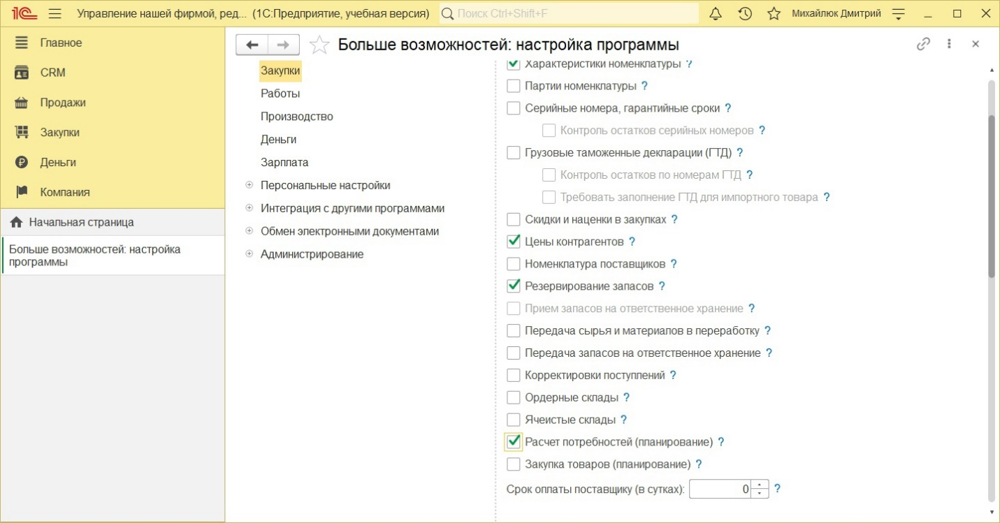 1С Управление нашей фирмой, ред... (1С:Предприятие, учебная версия) Поиск Ctrl+Shift+F Михайлюк Дмитрий
Главное
CRM
Продажи
Закупки
Деньги
Компания
Начальная страница
Больше возможностей: настройка
программы
Больше возможностей: настройка программы
Закупки
Работы
Производство
Деньги
Зарплата
Персональные настройки
Интеграция с другими программами
Обмен электронными документами
Администрирование
Характеристики номенклатуры ?
Партии номенклатуры ?
Серийные номера, гарантийные сроки ?
Контроль остатков серийных номеров ?
Грузовые таможенные декларации (ГТД) ?
Контроль остатков по номерам ГТД ?
Требовать заполнение ГТД для импортного товара ?
Скидки и наценки в закупках ?
Цены контрагентов ?
Номенклатура поставщиков ?
Резервирование запасов ?
Прием запасов на ответственное хранение ?
Передача сырья и материалов в переработку ?
Передача запасов на ответственное хранение ?
Корректировки поступлений ?
Ордерные склады ?
Ячеистые склады ?
Расчет потребностей (планирование) ?
Закупка товаров (планирование) ?
Срок оплаты поставщику (в сутках): 0 ?